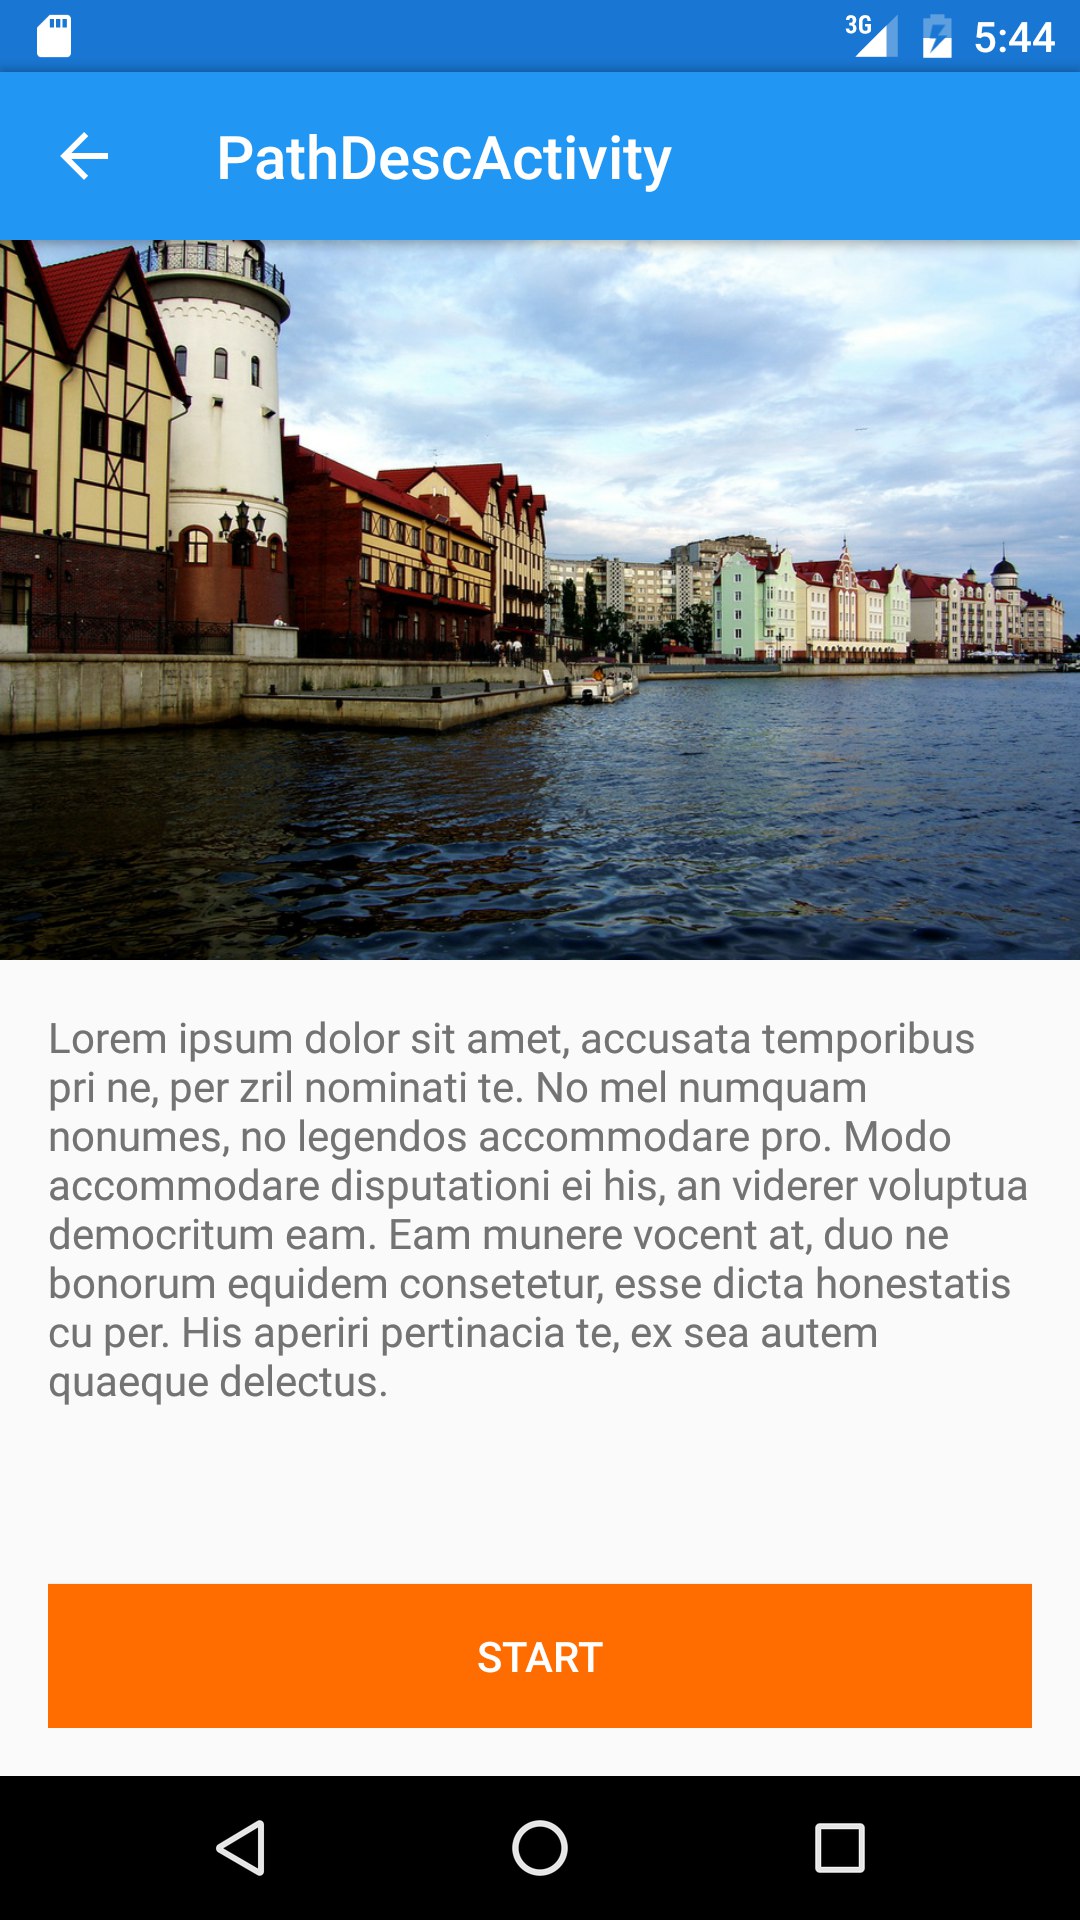 3G 5:44
PathDescActivity
Lorem ipsum dolor sit amet, accusata temporibus
pri ne, per zril nominati te. No mel numquam
nonumes, no legendos accommodare pro. Modo
accommodare disputationi ei his, an viderer voluptua
democritum eam. Eam munere vocent at, duo ne
bonorum equidem consetetur, esse dicta honestatis
cu per. His aperiri pertinacia te, ex sea autem
quaeque delectus.
START